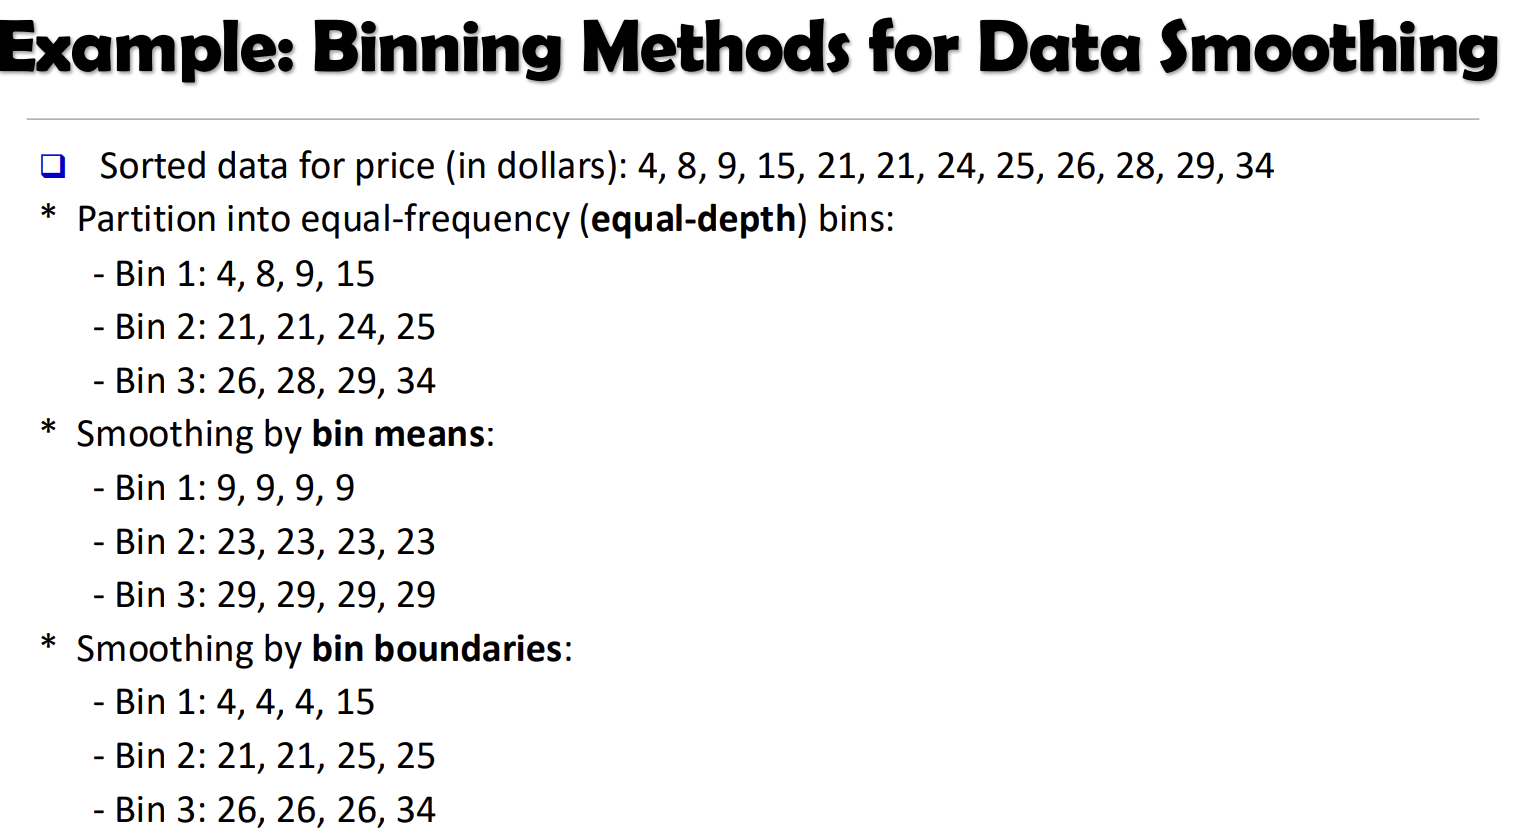 Example: Binning Methods for Data Smoothing
❑ Sorted data for price (in dollars): 4, 8, 9, 15, 21, 21, 24, 25, 26, 28, 29, 34
* Partition into equal-frequency (equal-depth) bins:
- Bin 1: 4, 8, 9, 15
- Bin 2: 21, 21, 24, 25
- Bin 3: 26, 28, 29, 34
* Smoothing by bin means:
- Bin 1: 9, 9, 9, 9
- Bin 2: 23, 23, 23, 23
- Bin 3: 29, 29, 29, 29
* Smoothing by bin boundaries:
- Bin 1: 4, 4, 4, 15
- Bin 2: 21, 21, 25, 25
- Bin 3: 26, 26, 26, 34